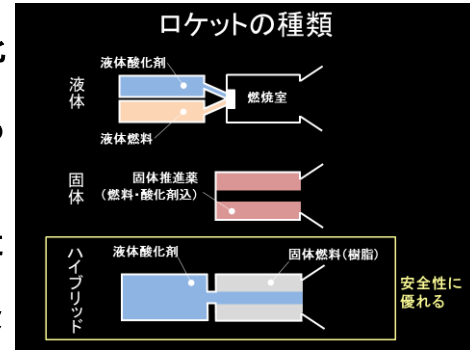 ロケットの種類
液体
液体酸化剤
燃焼室
液体燃料
固体
固体推進薬
(燃料・酸化剤込)
ハイブリッド
液体酸化剤
固体燃料(樹脂)
安全性に
優れる